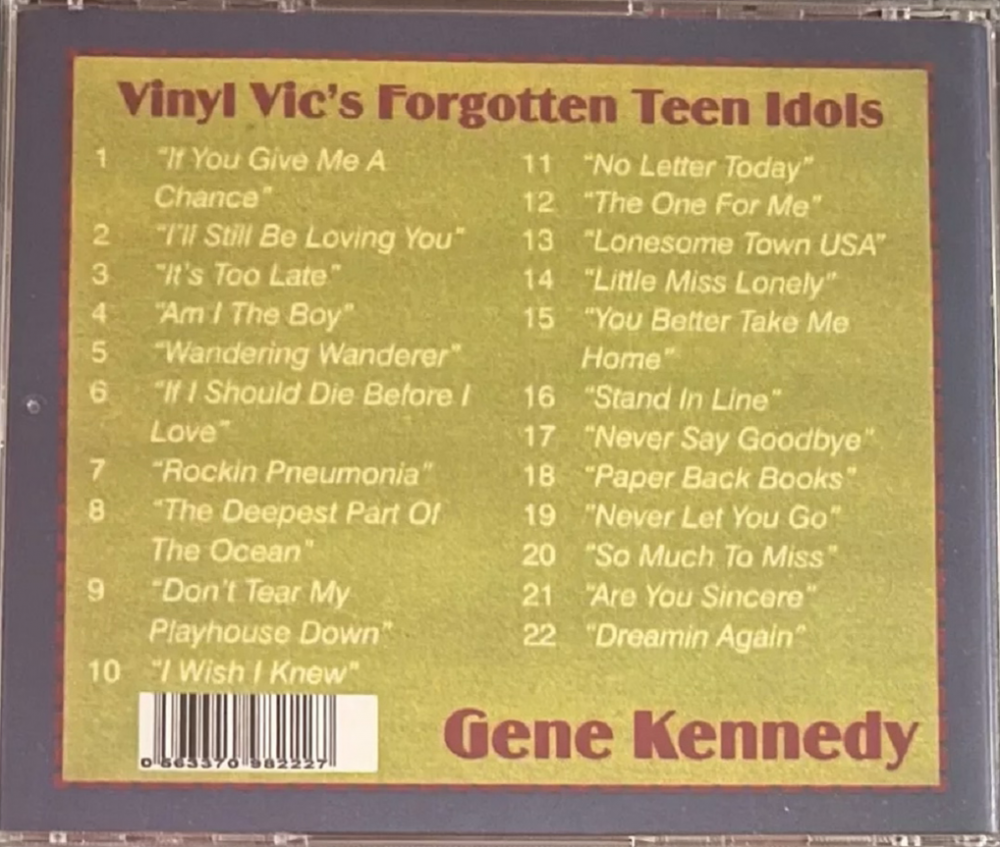 Vinyl Vic's Forgotten Teen Idols
1 "If You Give Me A
Chance"
2 "I'll Still Be Loving You"
3 "It's Too Late"
4 "Am I The Boy"
5 "Wandering Wanderer"
6 "If I Should Die Before I
Love"
7 "Rockin Pneumonia"
8 "The Deepest Part Of
The Ocean"
9 "Don't Tear My
Playhouse Down"
10 "I Wish I Knew"
11 "No Letter Today"
12 "The One For Me"
13 "Lonesome Town USA"
14 "Little Miss Lonely"
15 "You Better Take Me
Home"
16 "Stand In Line"
17 "Never Say Goodbye"
18 "Paper Back Books"
19 "Never Let You Go"
20 "So Much To Miss"
21 "Are You Sincere"
22 "Dreamin Again"
Gene Kennedy